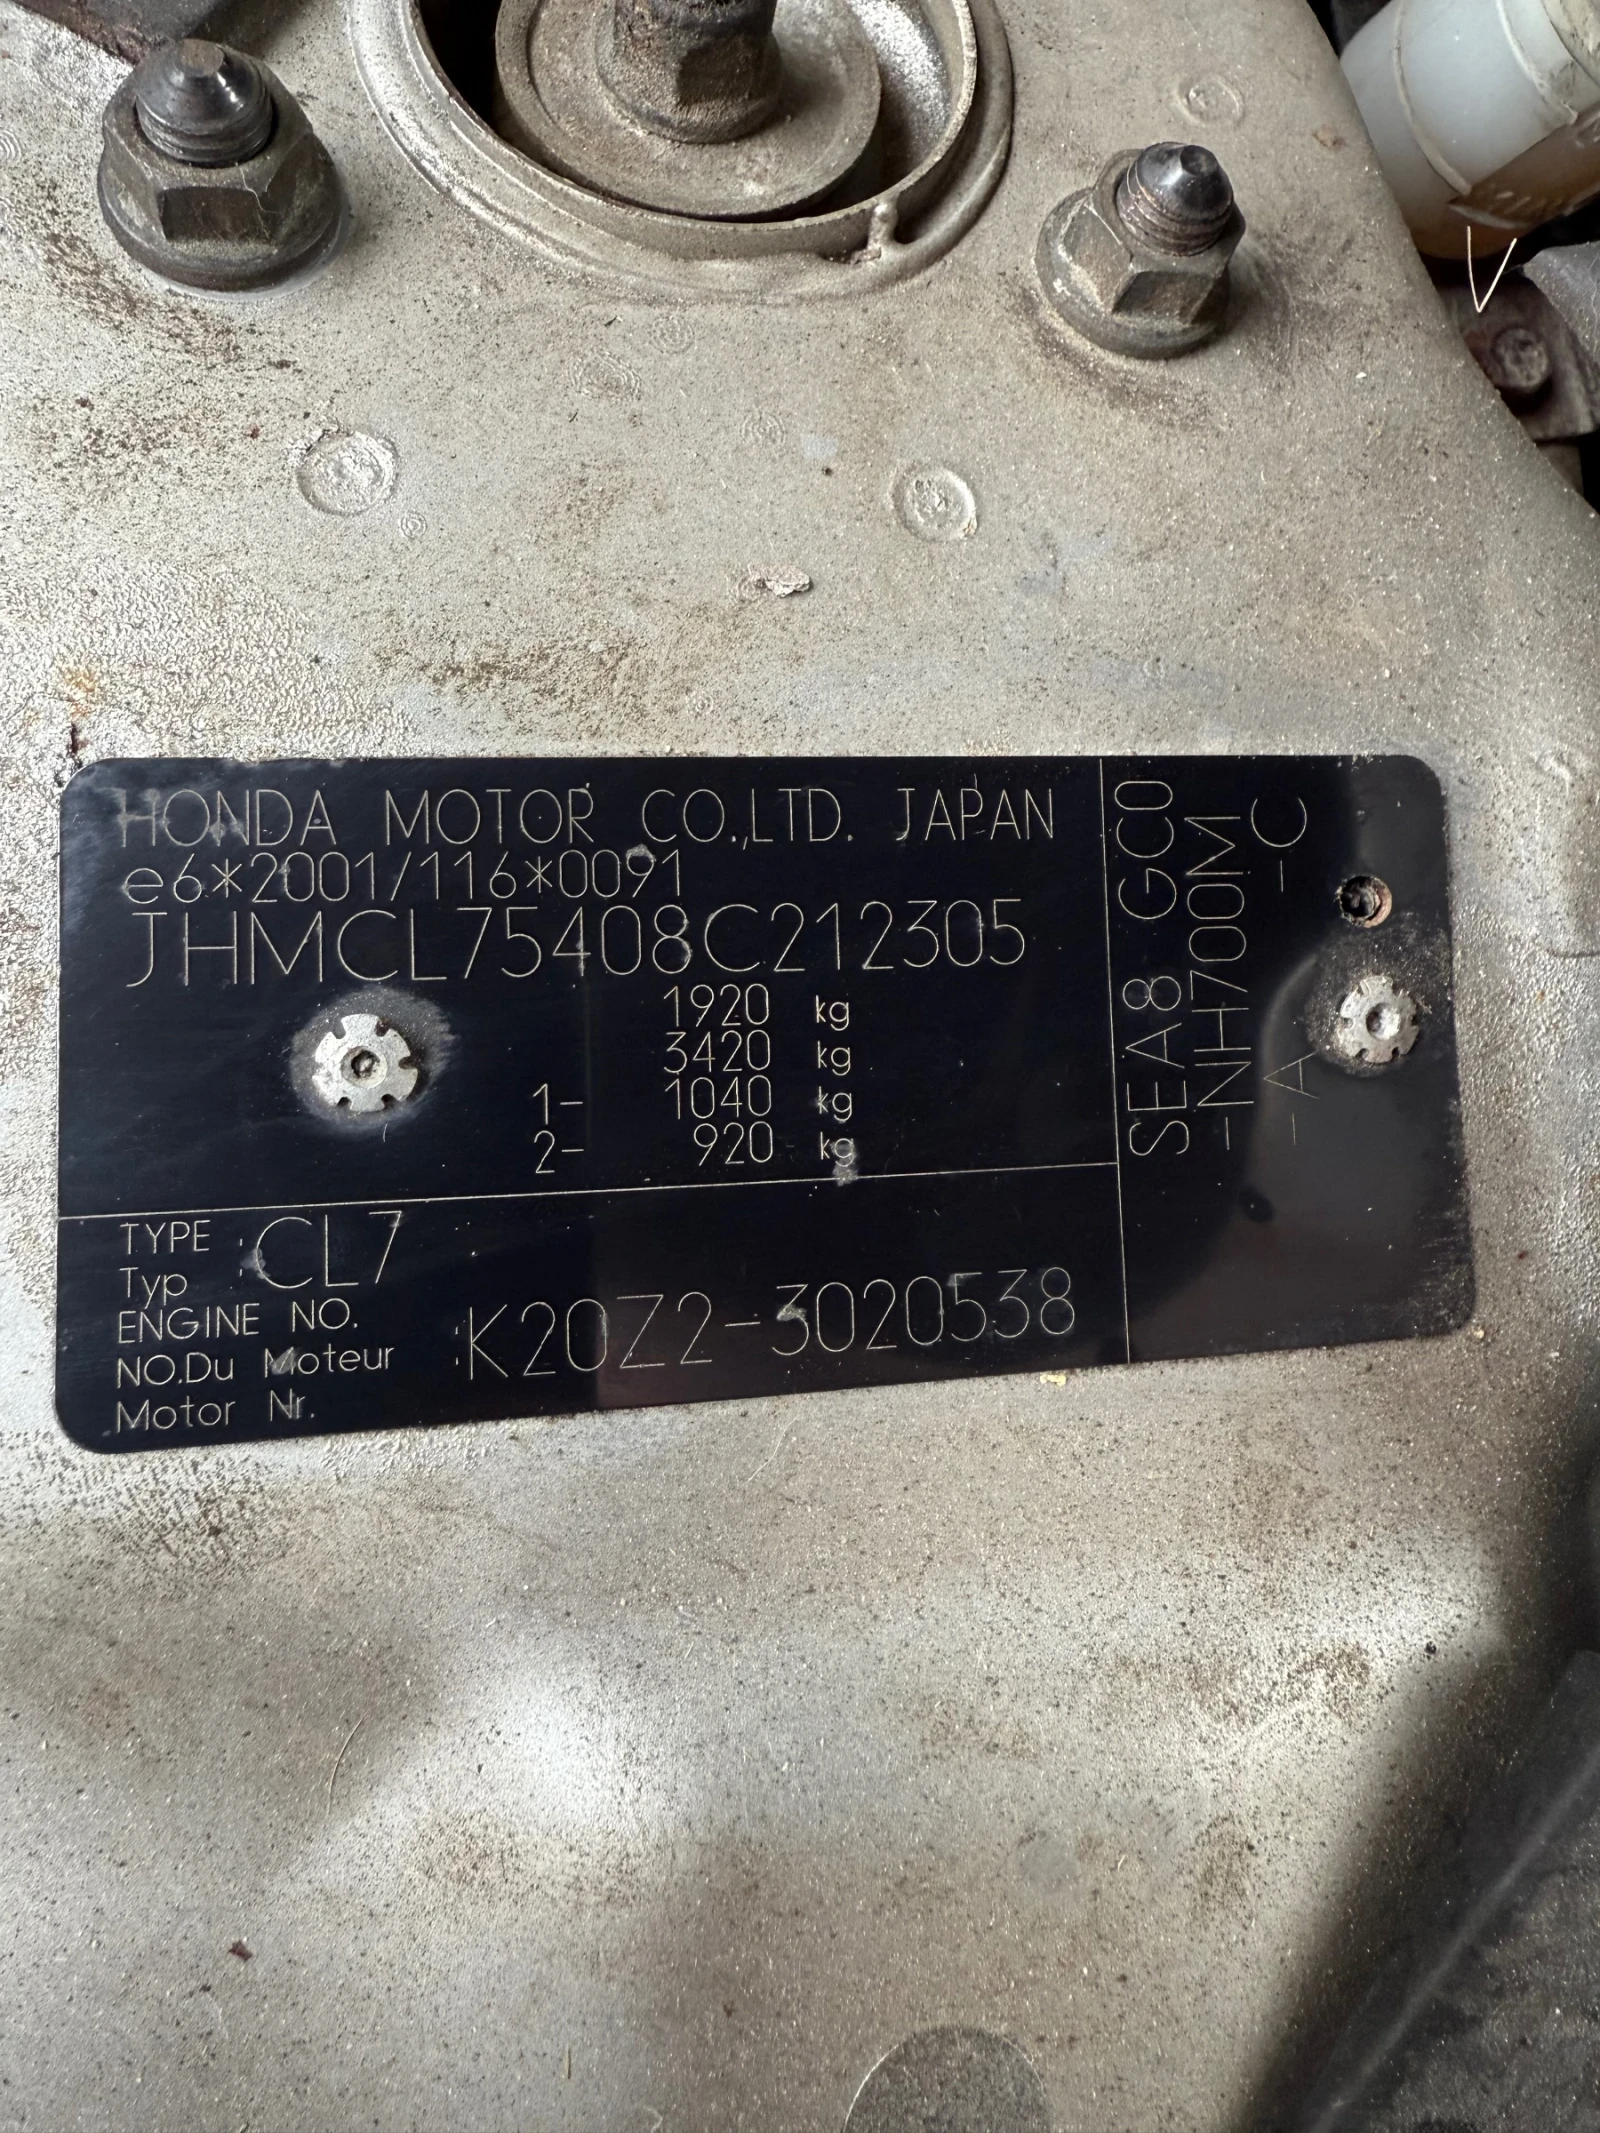 HONDA MOTOR CO.,LTD. JAPAN
e6*2001/116*0091
JHMCL75408C212305
1920 kg
3420 kg
1- 1040 kg
2- 920 kg
TYPE : CL7
Typ
ENGINE NO.
NO.Du Moteur : K20Z2-3020538
Motor Nr.
SEA8 GC0
-NH700M
-A -C